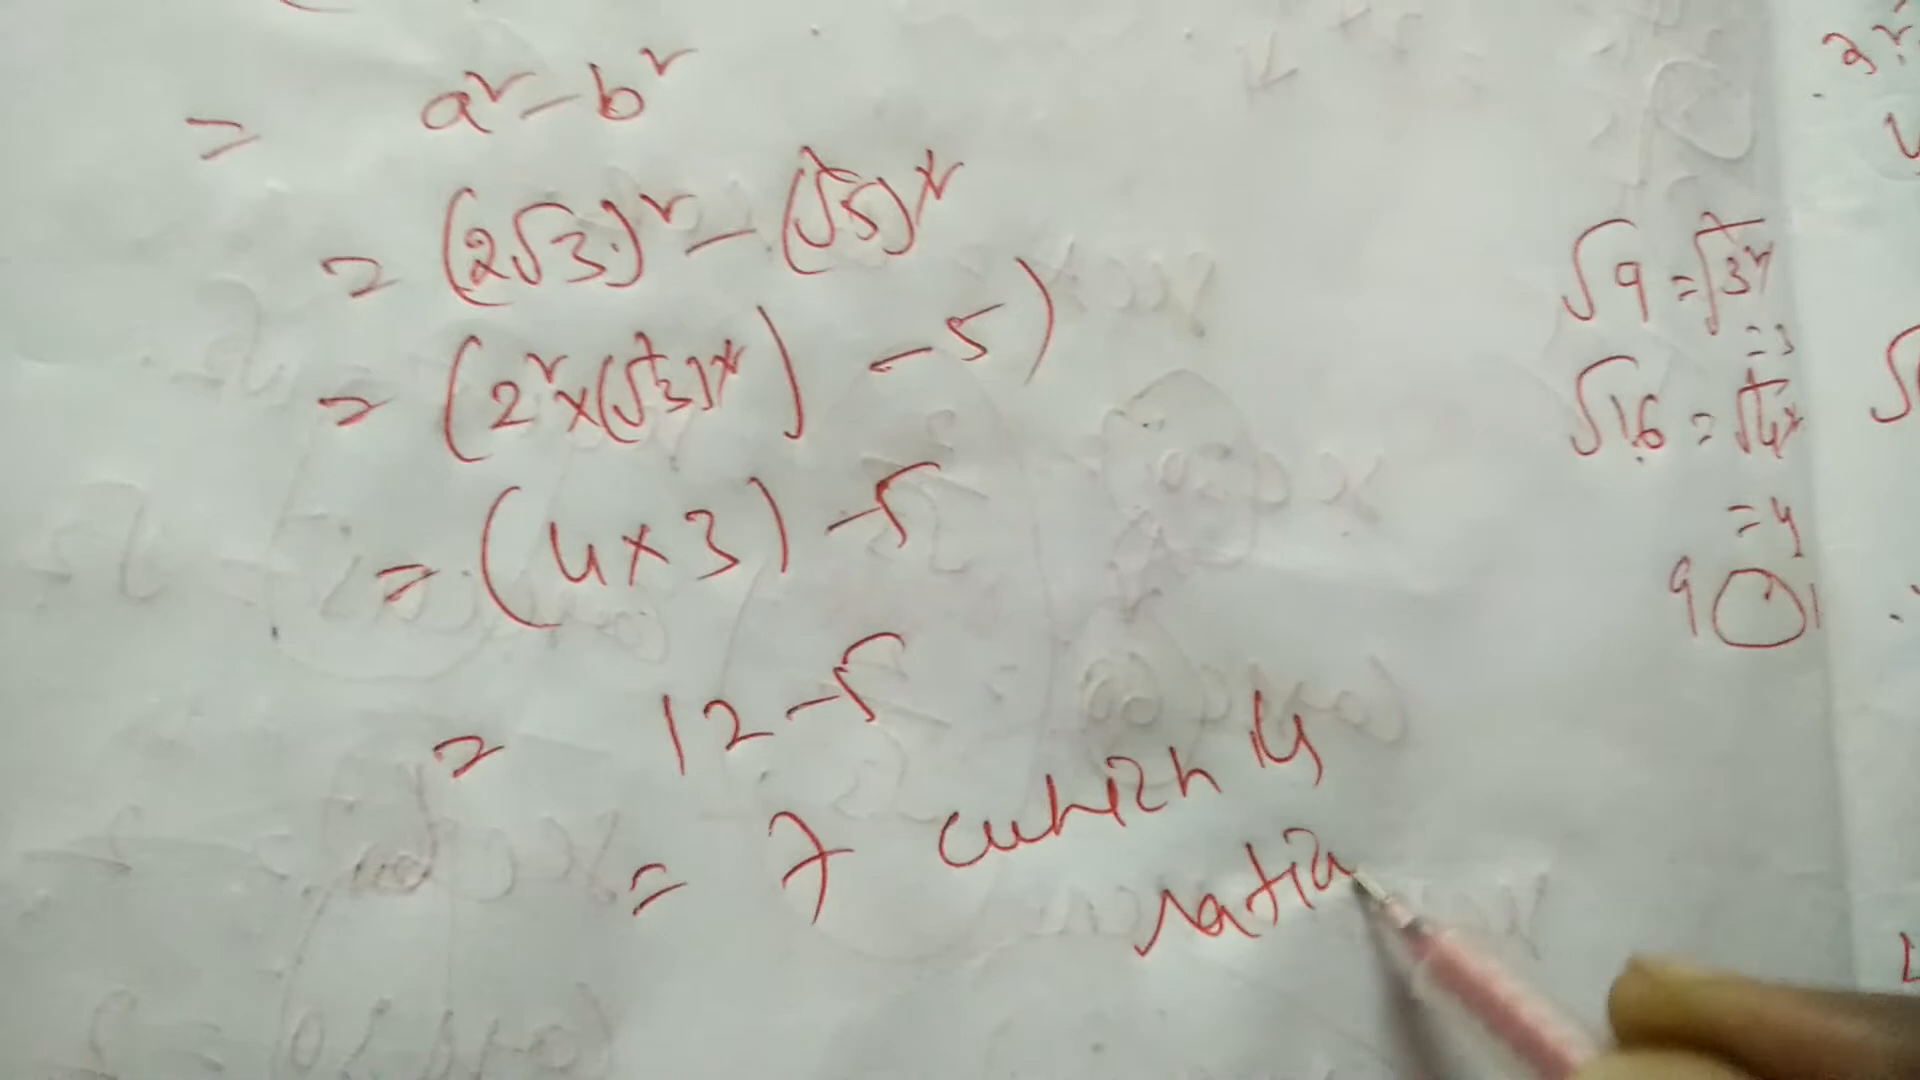 = a² - b²
= (2√3)² - (√5)²
= (2² × (√3)²) - 5)
= (4 × 3) - 5
= 12 - 5
= 7 which is
ratio
√9 = √3²
= 3
√16 = √4²
= 4
9